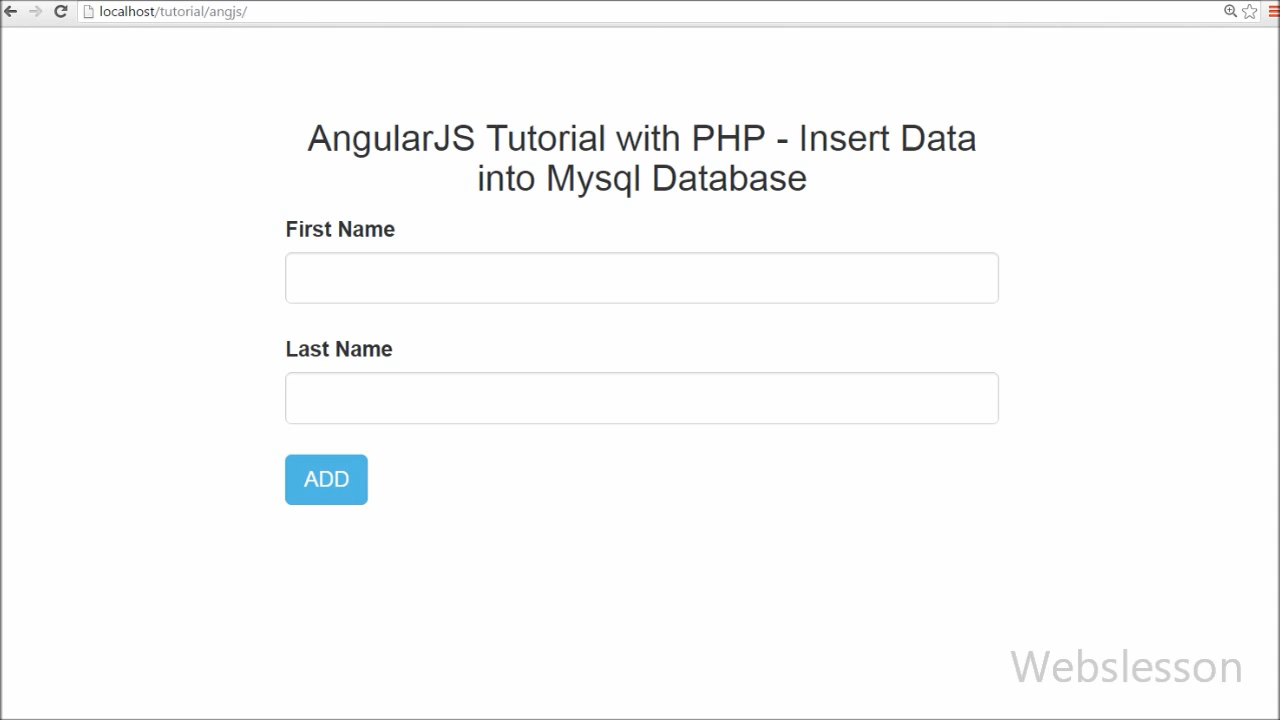 localhost/tutorial/angjs/
AngularJS Tutorial with PHP - Insert Data
into Mysql Database
First Name
Last Name
ADD
Webslesson